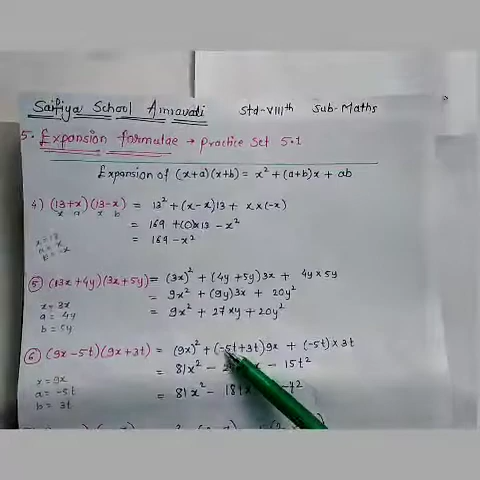 Saifiya School Amravati Std-VIIIth Sub-Maths
5. Expansion formulae → practice Set 5.1
Expansion of (x+a)(x+b) = x² + (a+b)x + ab
4) (13+x)(13-x) = 13² + (x-x)13 + x×(-x)
x a x b
= 169 + (0)×13 - x²
= 169 - x²
x=13
a=x
b=-x
5) (3x+4y)(3x+5y) = (3x)² + (4y+5y)3x + 4y×5y
x=3x
a=4y
b=5y
= 9x² + (9y)3x + 20y²
= 9x² + 27xy + 20y²
6) (9x-5t)(9x+3t) = (9x)² + (-5t+3t)9x + (-5t)×3t
x=9x
a=-5t
b=3t
= 81x² - x - 15t²
= 81x² - 18t